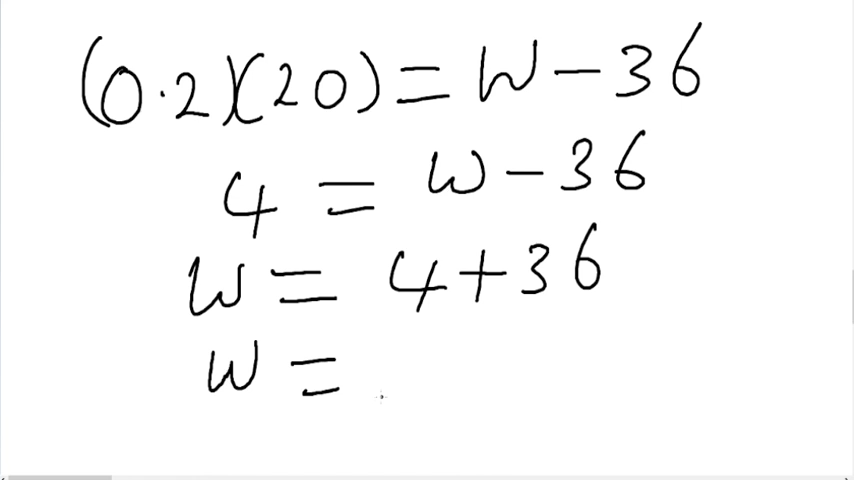 (0.2)(20) = W - 36
4 = W - 36
W = 4 + 36
W =